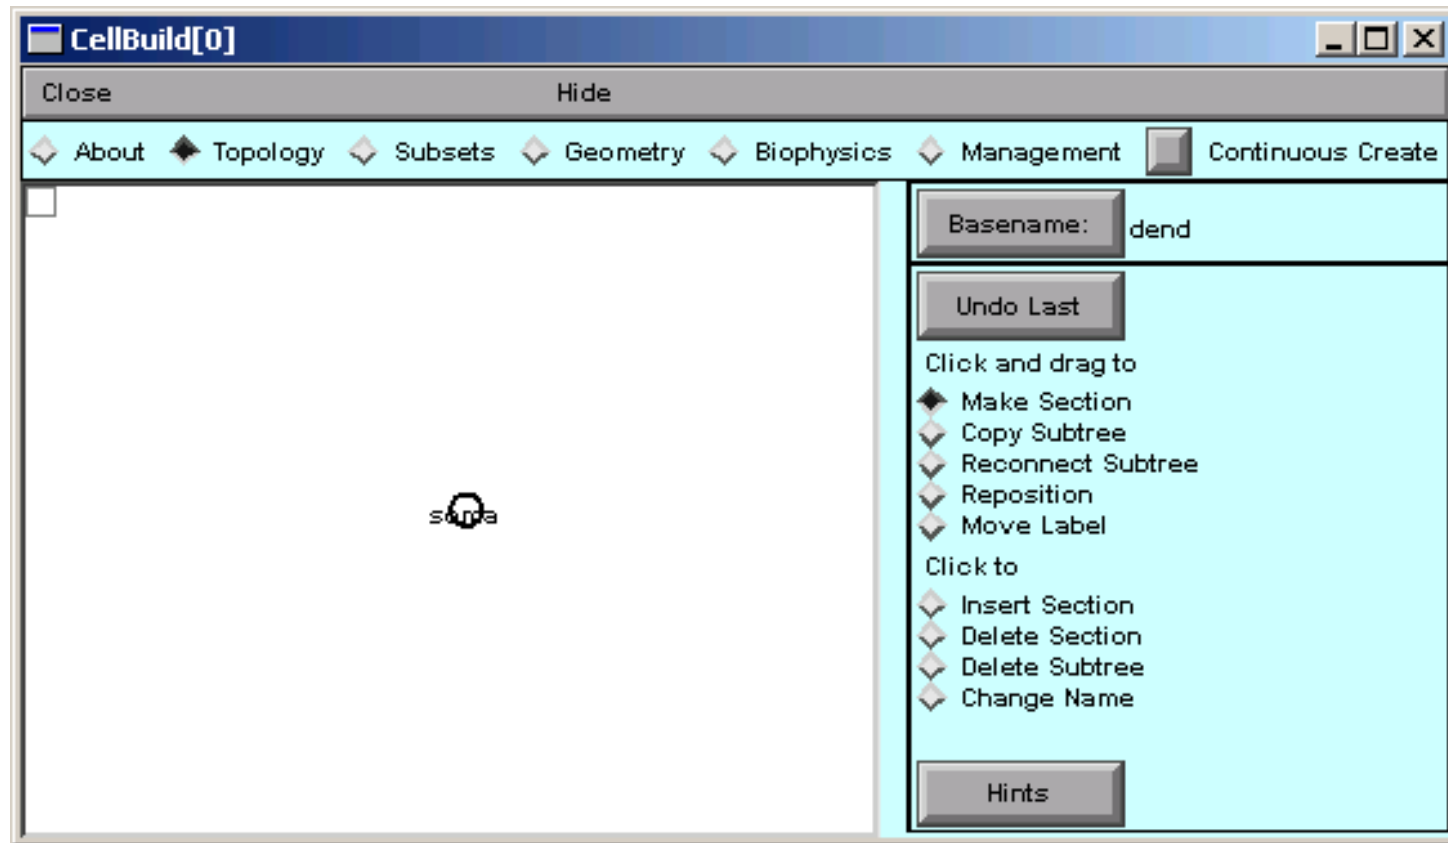 CellBuild[0]
Close Hide
About Topology Subsets Geometry Biophysics Management Continuous Create
Basename: dend
Undo Last
Click and drag to
Make Section
Copy Subtree
Reconnect Subtree
Reposition
Move Label
soma
Click to
Insert Section
Delete Section
Delete Subtree
Change Name
Hints